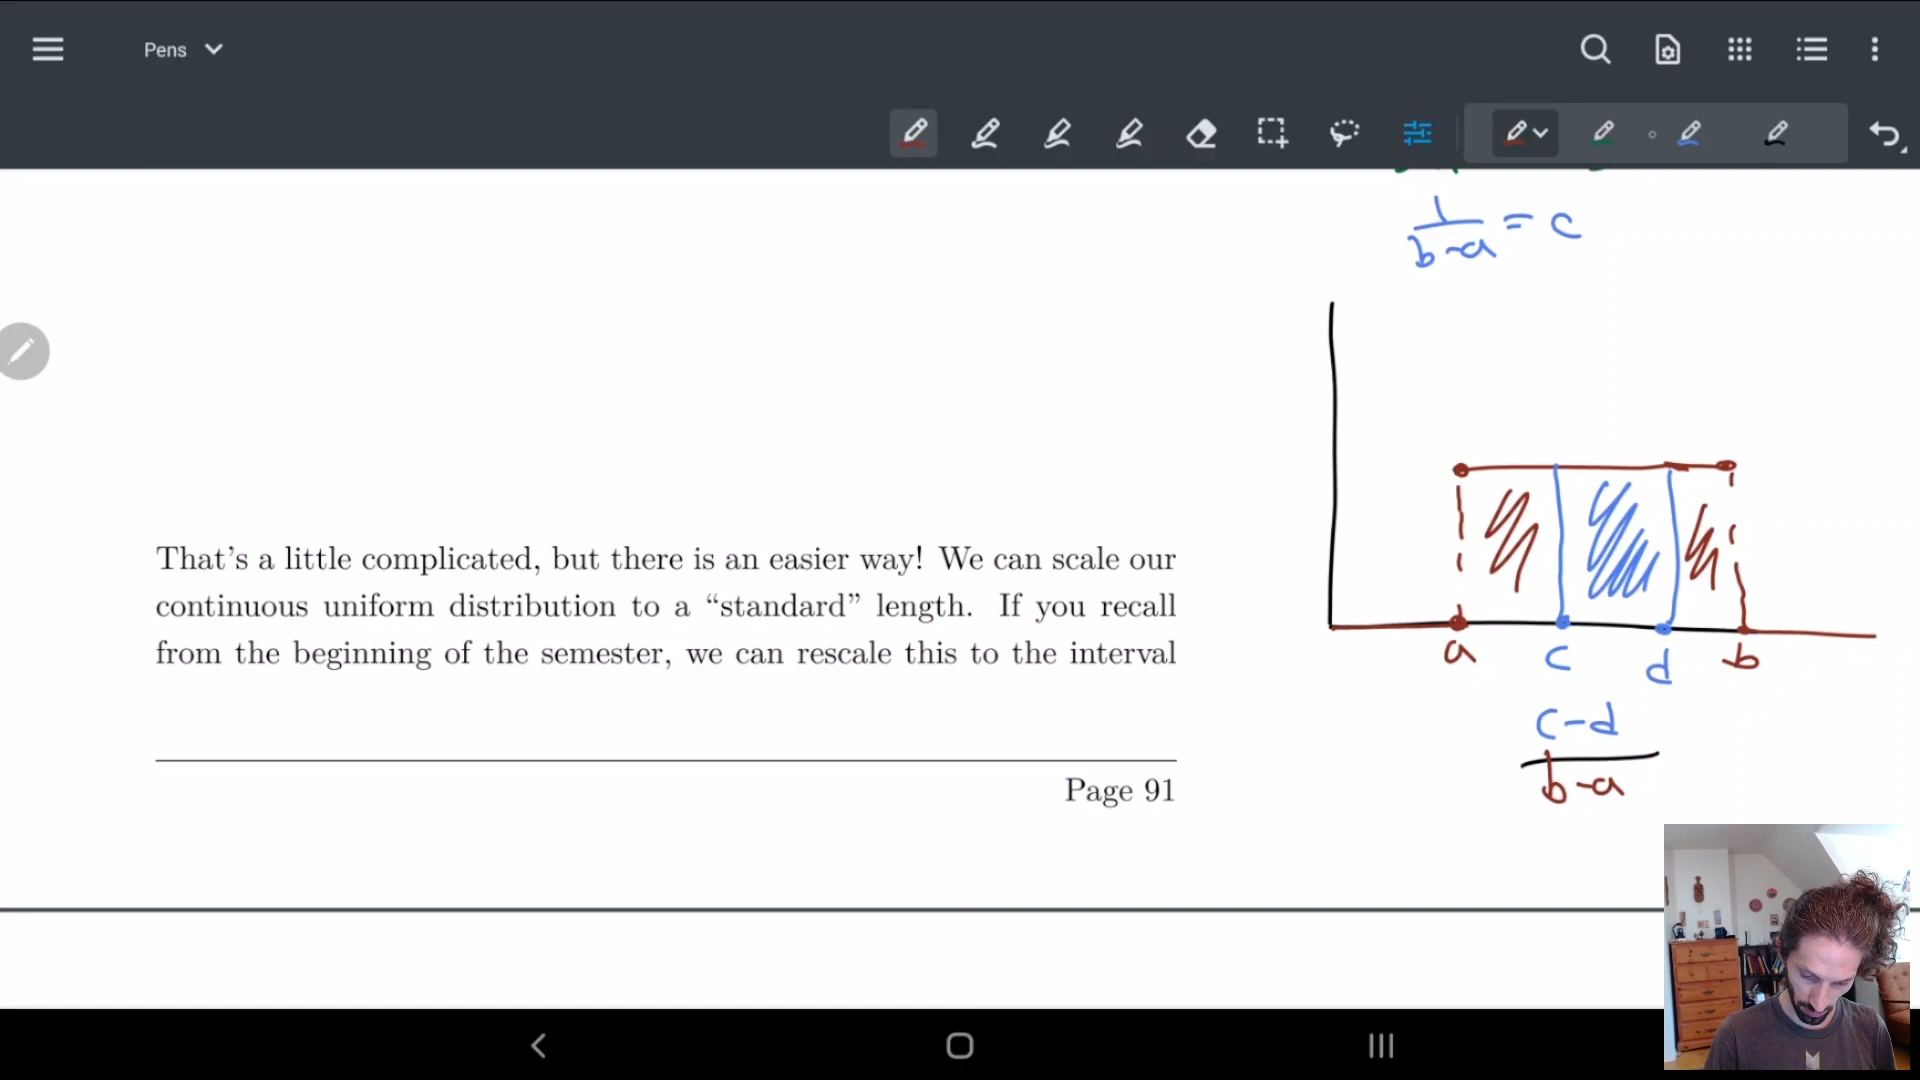 Pens
1
b-a = c
That's a little complicated, but there is an easier way! We can scale our
continuous uniform distribution to a “standard” length. If you recall
from the beginning of the semester, we can rescale this to the interval
a c d b
c-d
b-a
Page 91